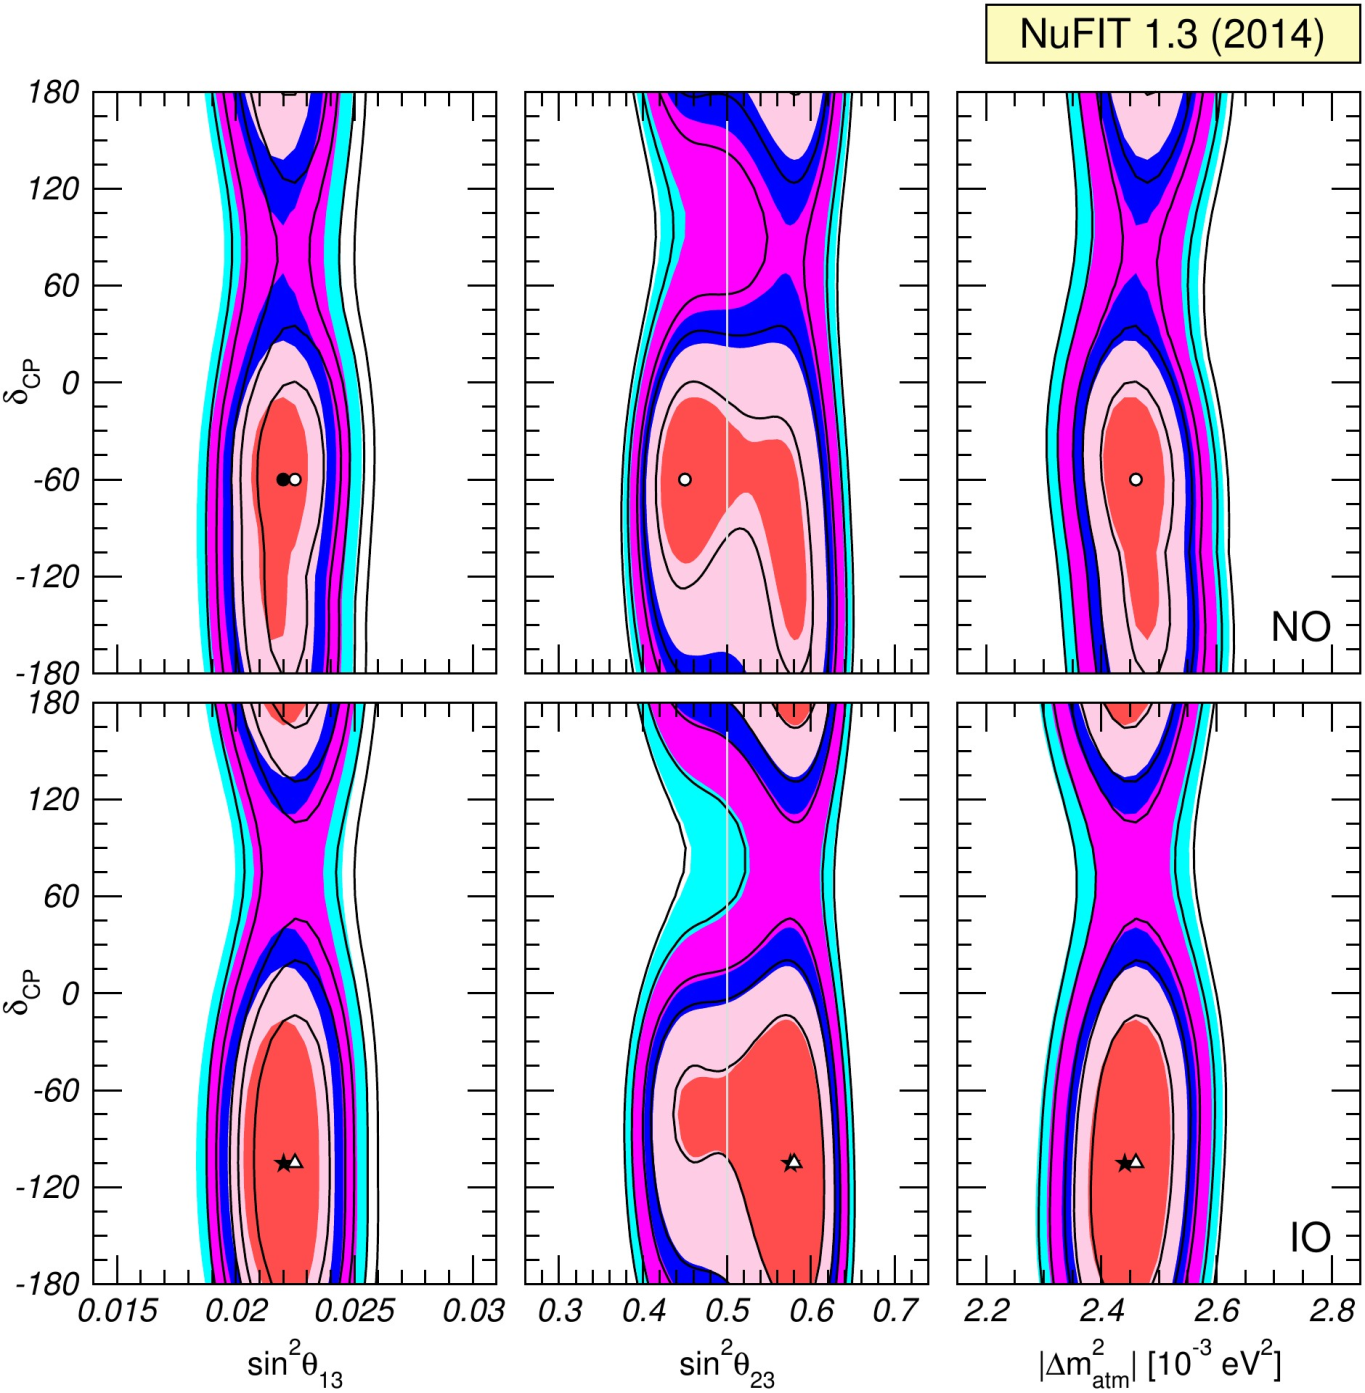 NuFIT 1.3 (2014)
180
120
60
0
-60
-120
-180
δCP
NO
180
120
60
0
-60
-120
-180
δCP
IO
0.015 0.02 0.025 0.03
0.3 0.4 0.5 0.6 0.7
2.2 2.4 2.6 2.8
sin²θ13
sin²θ23
|Δm²atm| [10⁻³ eV²]